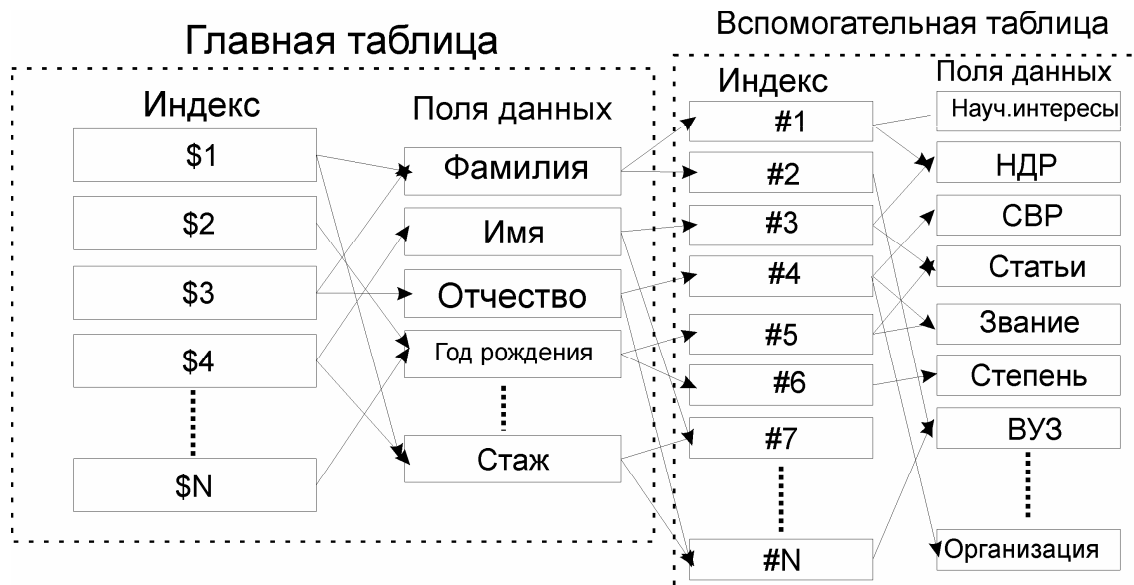 Главная таблица
Индекс
$1
$2
$3
$4
$N
Поля данных
Фамилия
Имя
Отчество
Год рождения
Стаж
Вспомогательная таблица
Индекс
#1
#2
#3
#4
#5
#6
#7
#N
Поля данных
Науч.интересы
НДР
СВР
Статьи
Звание
Степень
ВУЗ
Организация